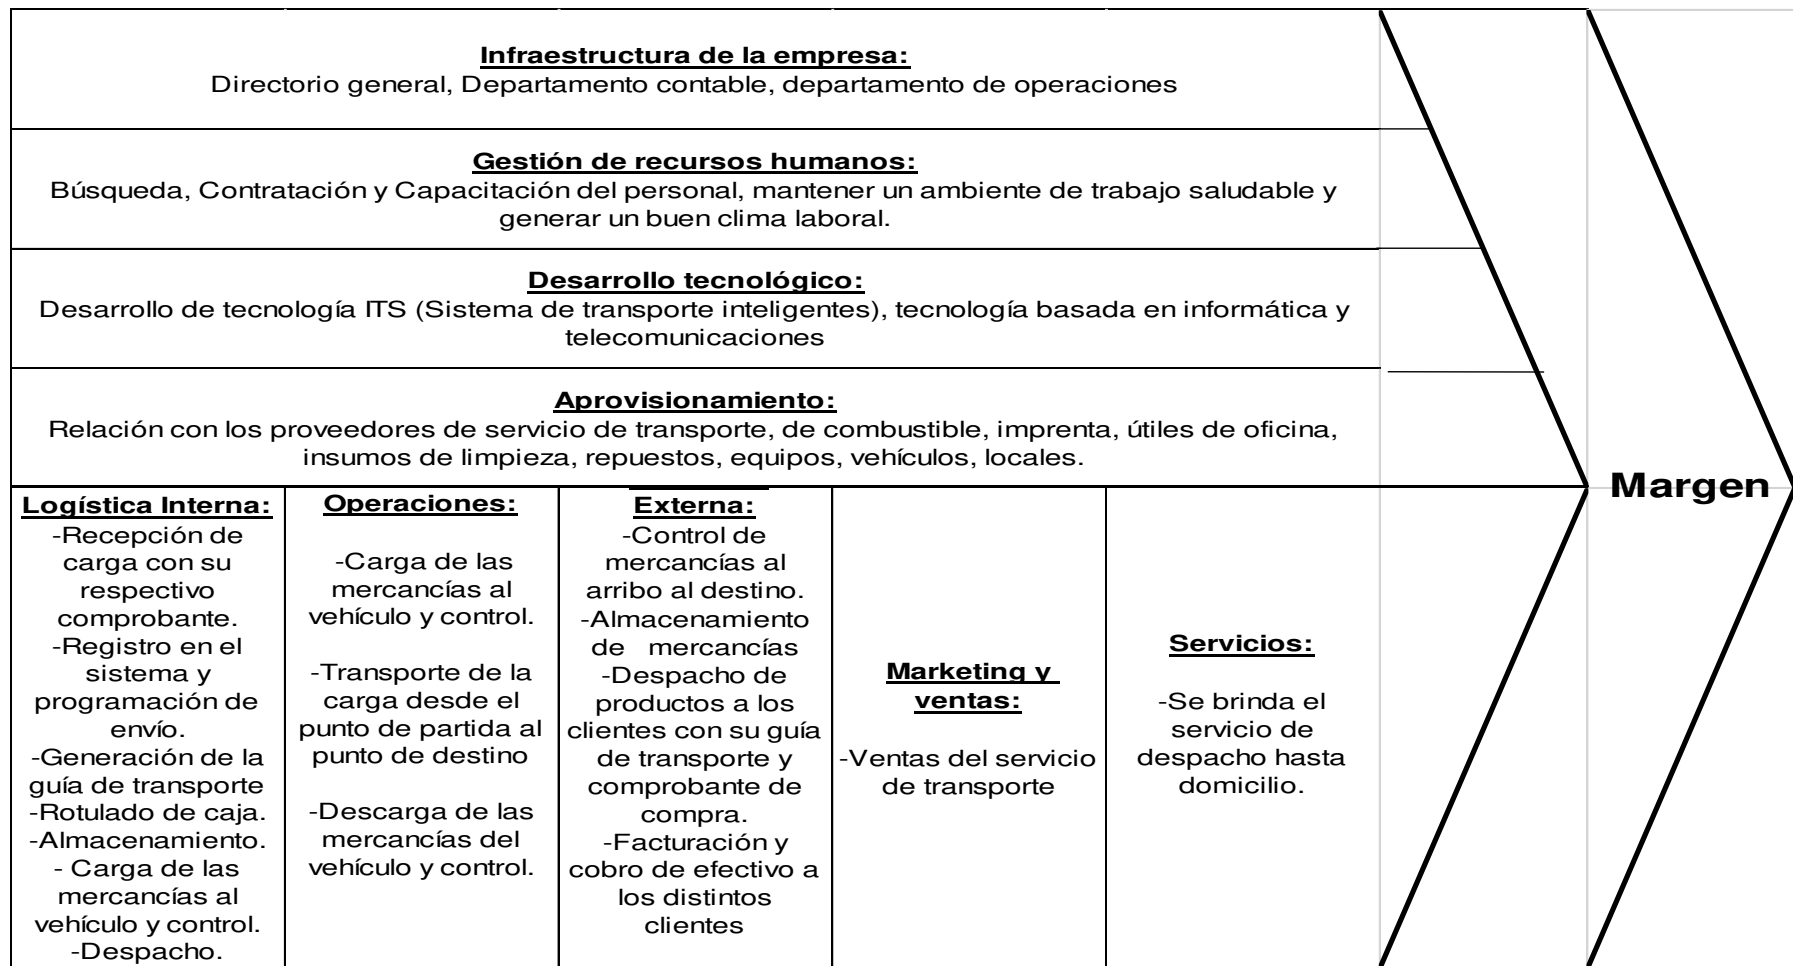 Infraestructura de la empresa:
Directorio general, Departamento contable, departamento de operaciones
Gestión de recursos humanos:
Búsqueda, Contratación y Capacitación del personal, mantener un ambiente de trabajo saludable y
generar un buen clima laboral.
Desarrollo tecnológico:
Desarrollo de tecnología ITS (Sistema de transporte inteligentes), tecnología basada en informática y
telecomunicaciones
Aprovisionamiento:
Relación con los proveedores de servicio de transporte, de combustible, imprenta, útiles de oficina,
insumos de limpieza, repuestos, equipos, vehículos, locales.
Logística Interna:
-Recepción de
carga con su
respectivo
comprobante.
-Registro en el
sistema y
programación de
envío.
-Generación de la
guía de transporte
-Rotulado de caja.
-Almacenamiento.
- Carga de las
mercancías al
vehículo y control.
-Despacho.
Operaciones:
-Carga de las
mercancías al
vehículo y control.
-Transporte de la
carga desde el
punto de partida al
punto de destino
-Descarga de las
mercancías del
vehículo y control.
Externa:
-Control de
mercancías al
arribo al destino.
-Almacenamiento
de mercancías
-Despacho de
productos a los
clientes con su guía
de transporte y
comprobante de
compra.
-Facturación y
cobro de efectivo a
los distintos
clientes
Marketing y
ventas:
-Ventas del servicio
de transporte
Servicios:
-Se brinda el
servicio de
despacho hasta
domicilio.
Margen